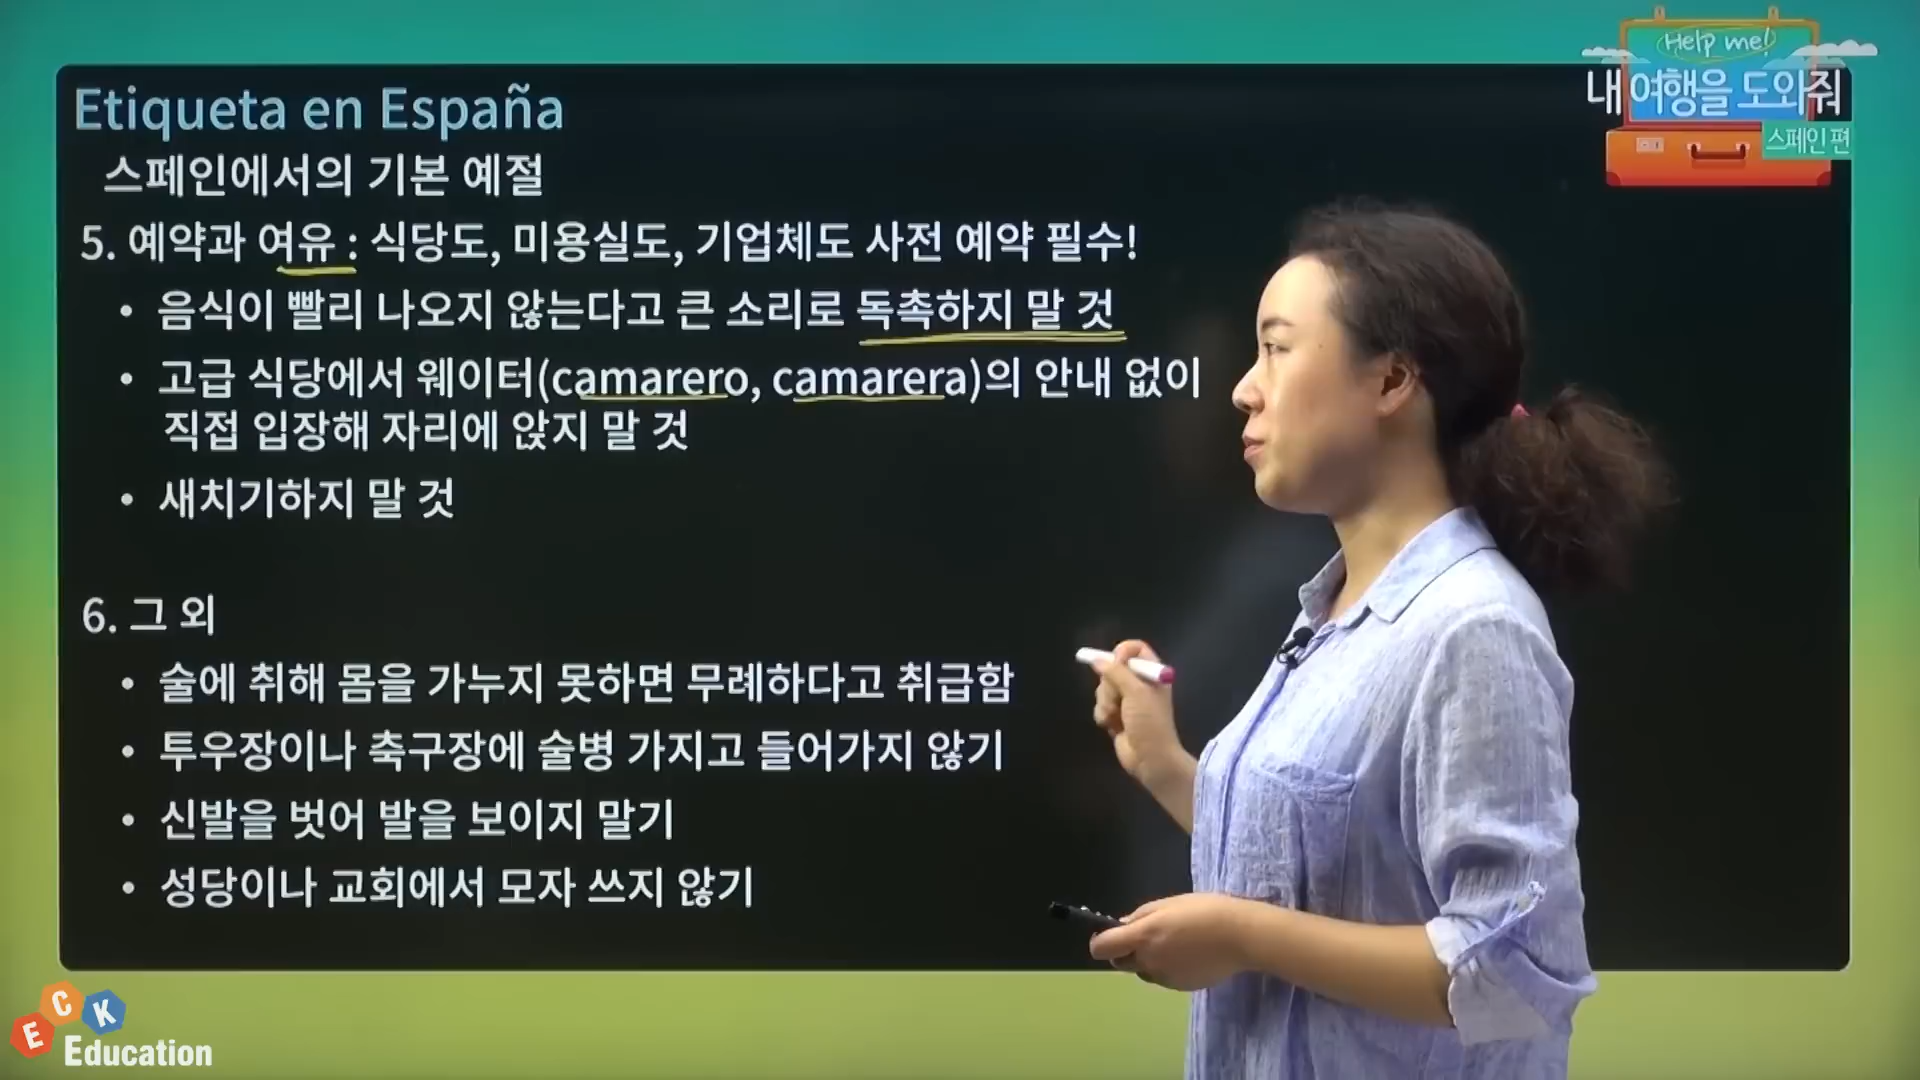 Help me!
내 여행을 도와줘
스페인 편
Etiqueta en España
스페인에서의 기본 예절
5. 예약과 여유 : 식당도, 미용실도, 기업체도 사전 예약 필수!
• 음식이 빨리 나오지 않는다고 큰 소리로 독촉하지 말 것
• 고급 식당에서 웨이터(camarero, camarera)의 안내 없이
직접 입장해 자리에 앉지 말 것
• 새치기하지 말 것
6. 그 외
• 술에 취해 몸을 가누지 못하면 무례하다고 취급함
• 투우장이나 축구장에 술병 가지고 들어가지 않기
• 신발을 벗어 발을 보이지 말기
• 성당이나 교회에서 모자 쓰지 않기
ECK
Education